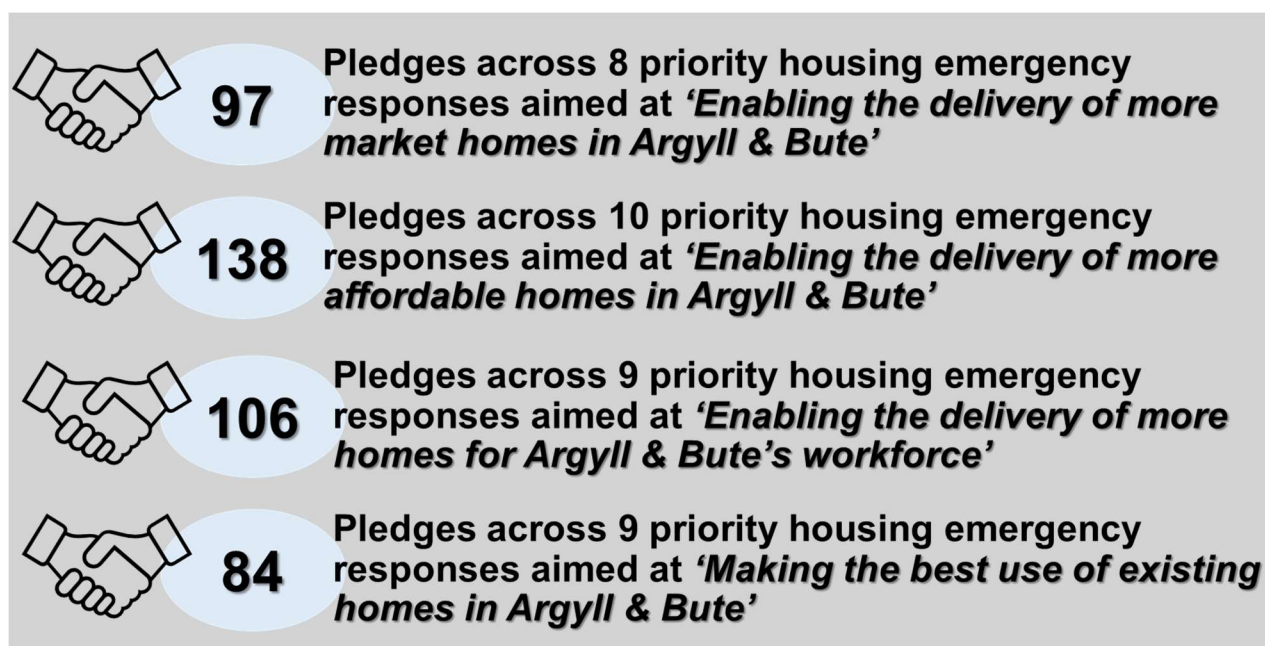 97
Pledges across 8 priority housing emergency
responses aimed at ‘Enabling the delivery of more
market homes in Argyll & Bute’
138
Pledges across 10 priority housing emergency
responses aimed at ‘Enabling the delivery of more
affordable homes in Argyll & Bute’
106
Pledges across 9 priority housing emergency
responses aimed at ‘Enabling the delivery of more
homes for Argyll & Bute’s workforce’
84
Pledges across 9 priority housing emergency
responses aimed at ‘Making the best use of existing
homes in Argyll & Bute’